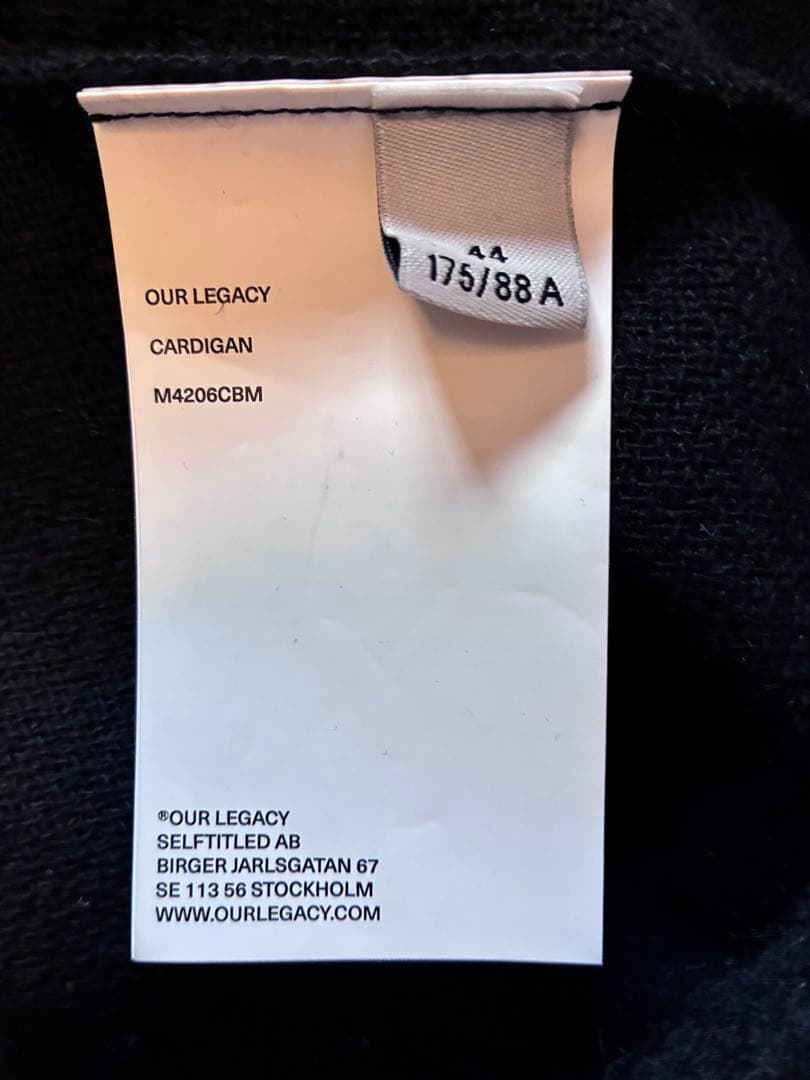 44
175/88 A
OUR LEGACY
CARDIGAN
M4206CBM
®OUR LEGACY
SELFTITLED AB
BIRGER JARLSGATAN 67
SE 113 56 STOCKHOLM
WWW.OURLEGACY.COM